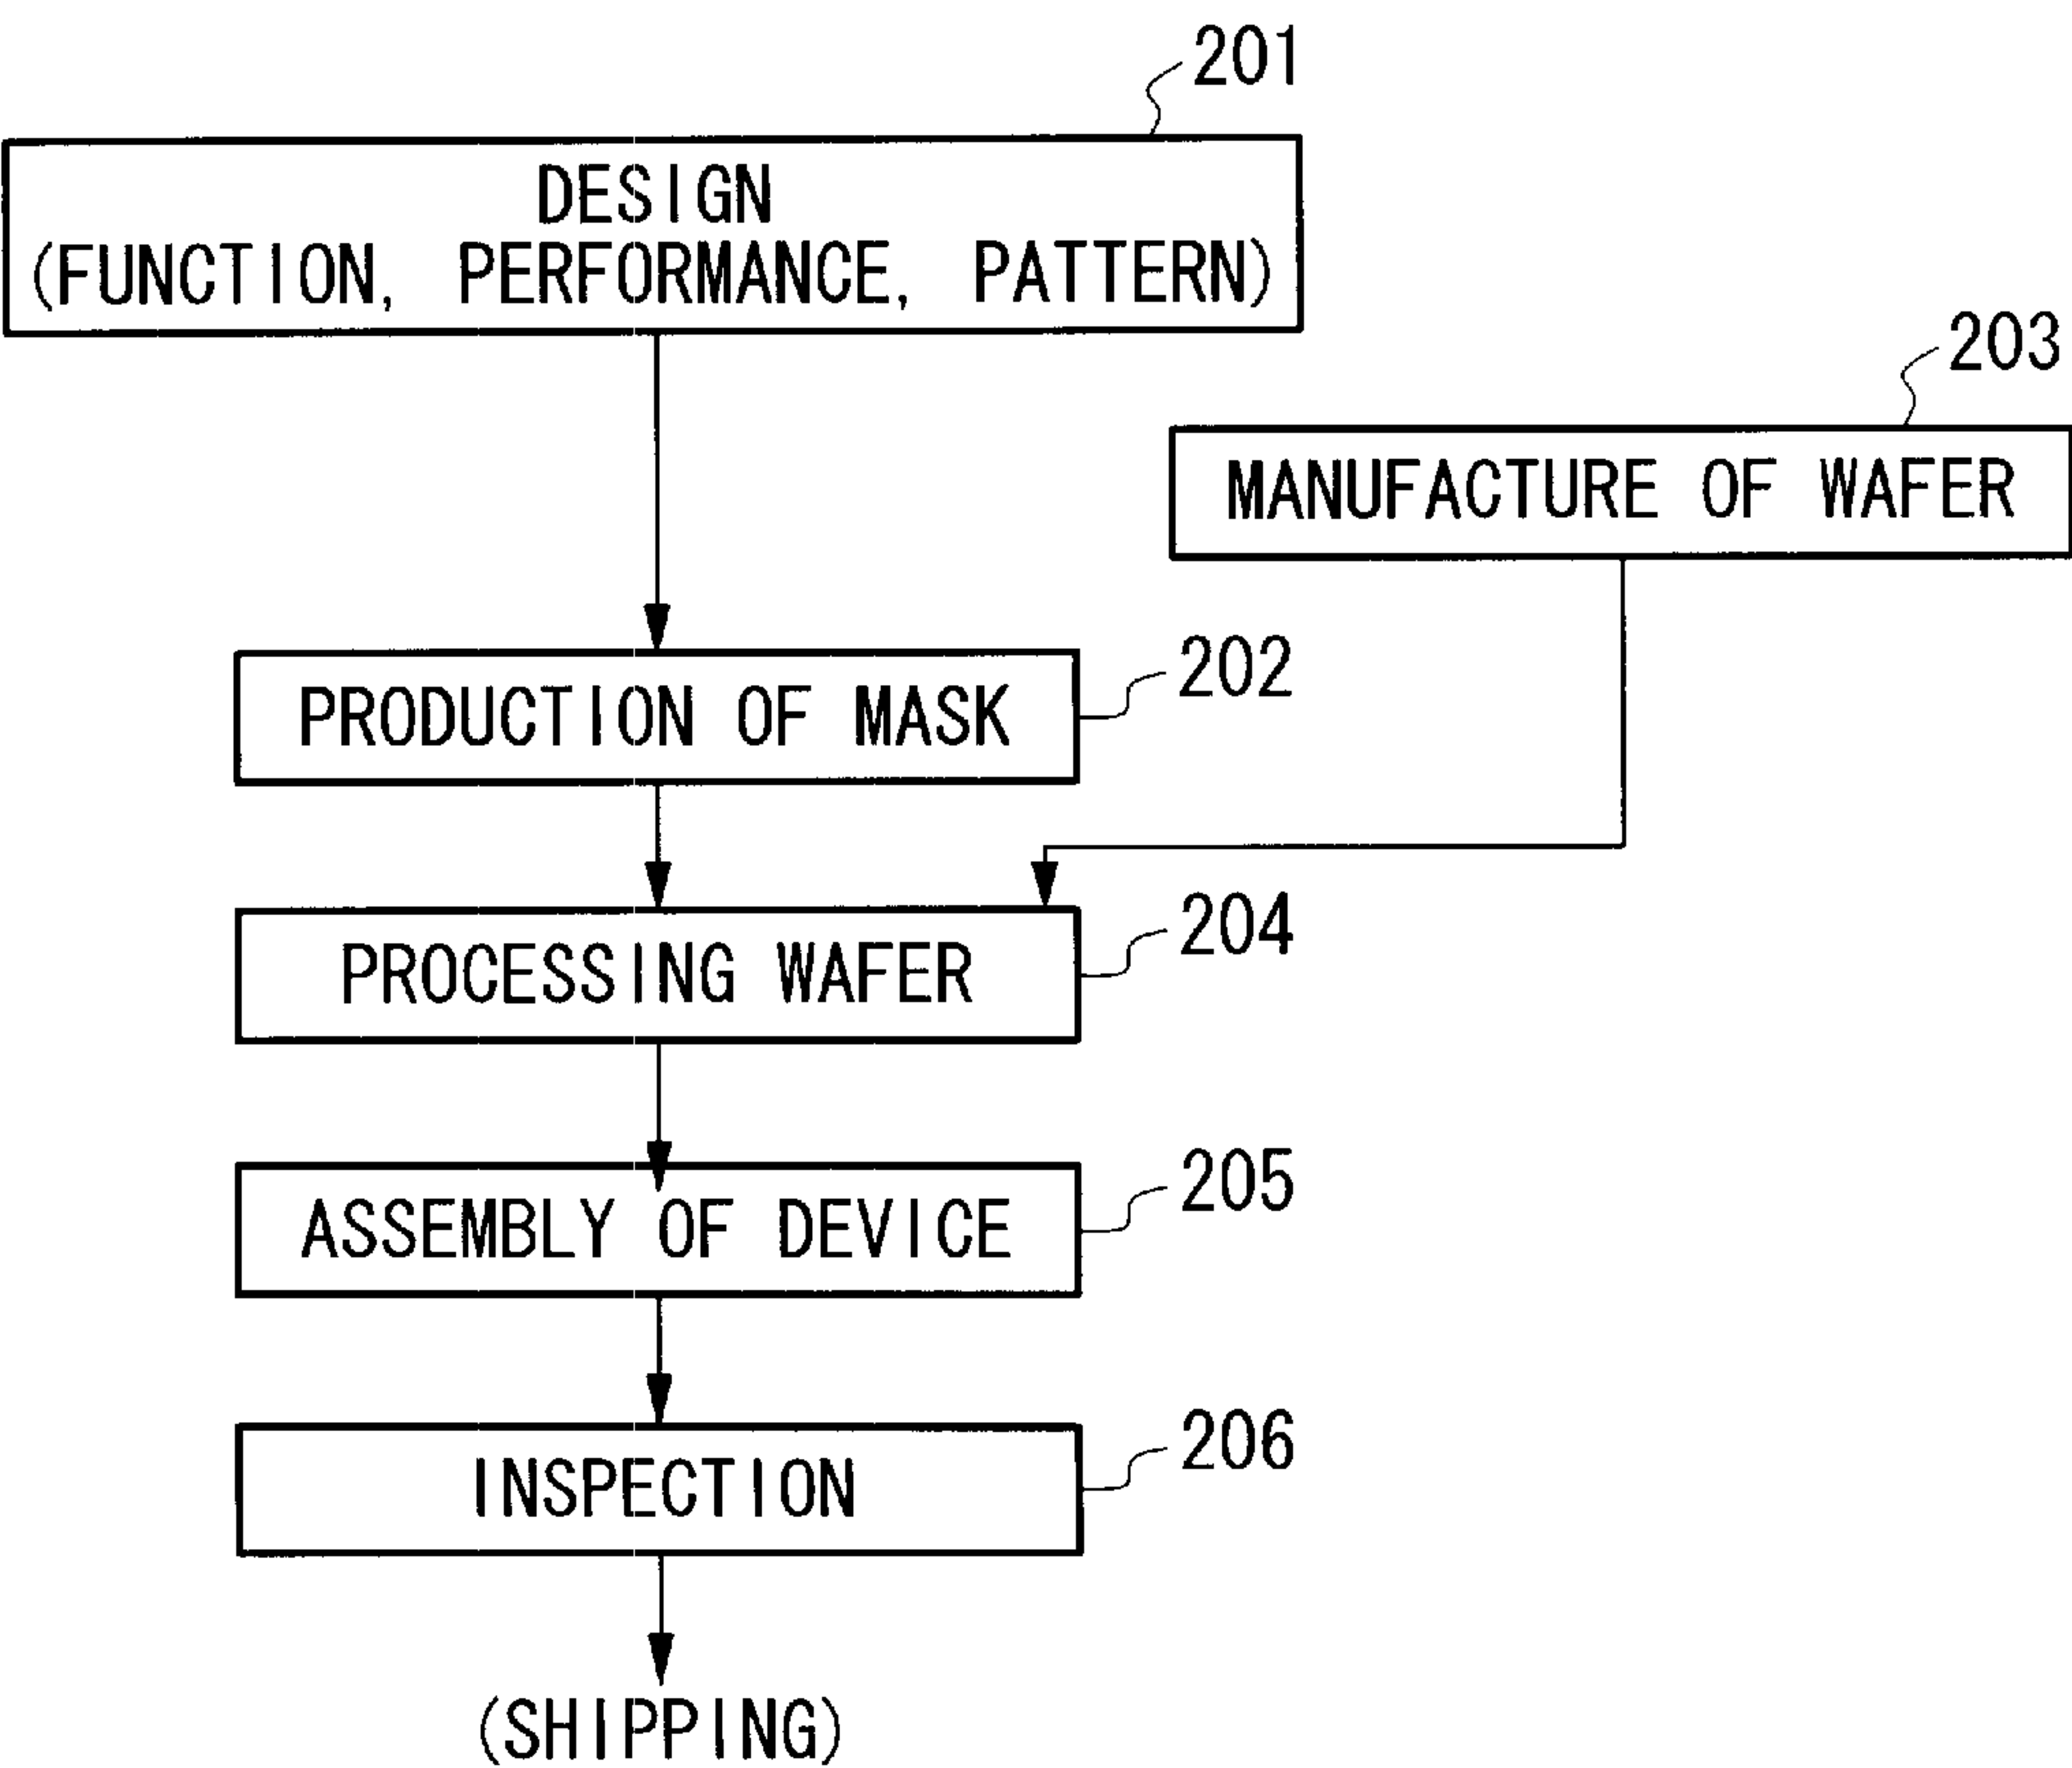 201
DESIGN
(FUNCTION, PERFORMANCE, PATTERN)
203
MANUFACTURE OF WAFER
202
PRODUCTION OF MASK
204
PROCESSING WAFER
205
ASSEMBLY OF DEVICE
206
INSPECTION
(SHIPPING)